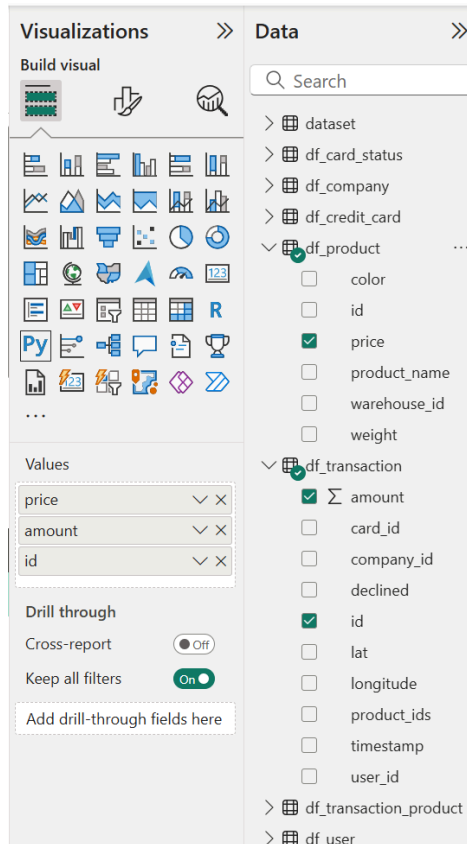 Visualizations
Build visual
123
R
Py
123
...
Values
price
amount
id
Drill through
Cross-report
Off
Keep all filters
On
Add drill-through fields here
Data
Search
dataset
df_card_status
df_company
df_credit_card
df_product
...
color
id
price
product_name
warehouse_id
weight
df_transaction
Σ amount
card_id
company_id
declined
id
lat
longitude
product_ids
timestamp
user_id
df_transaction_product
df_user